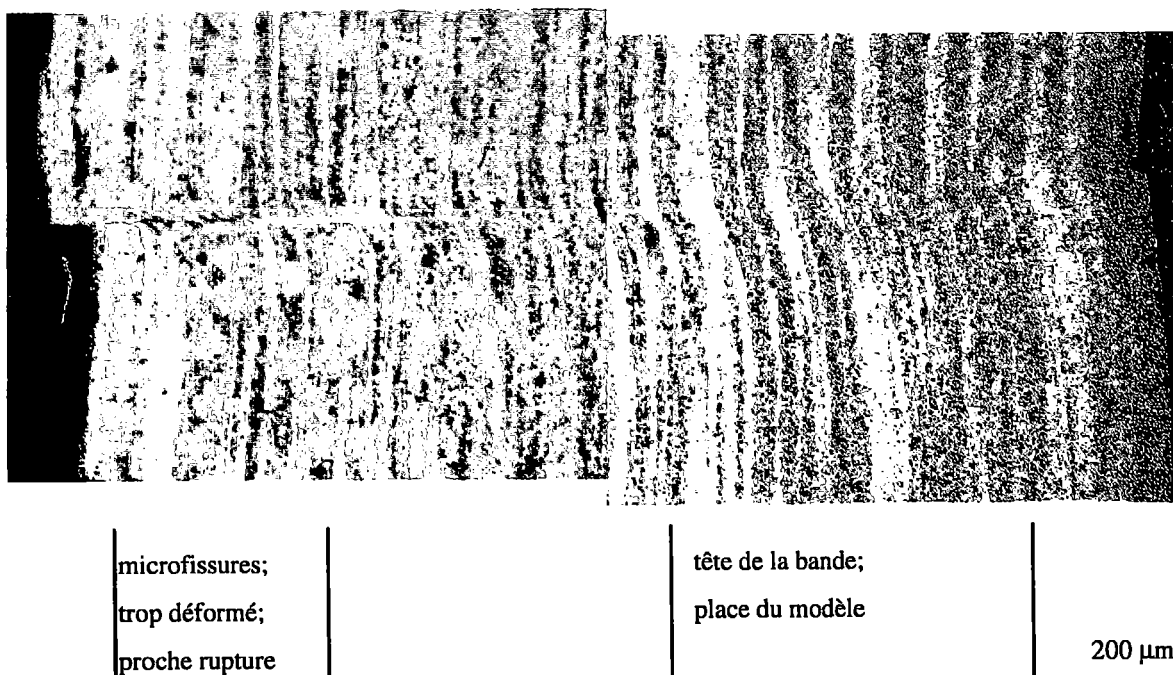 microfissures;
trop déformé;
proche rupture
tête de la bande;
place du modèle
200 µm